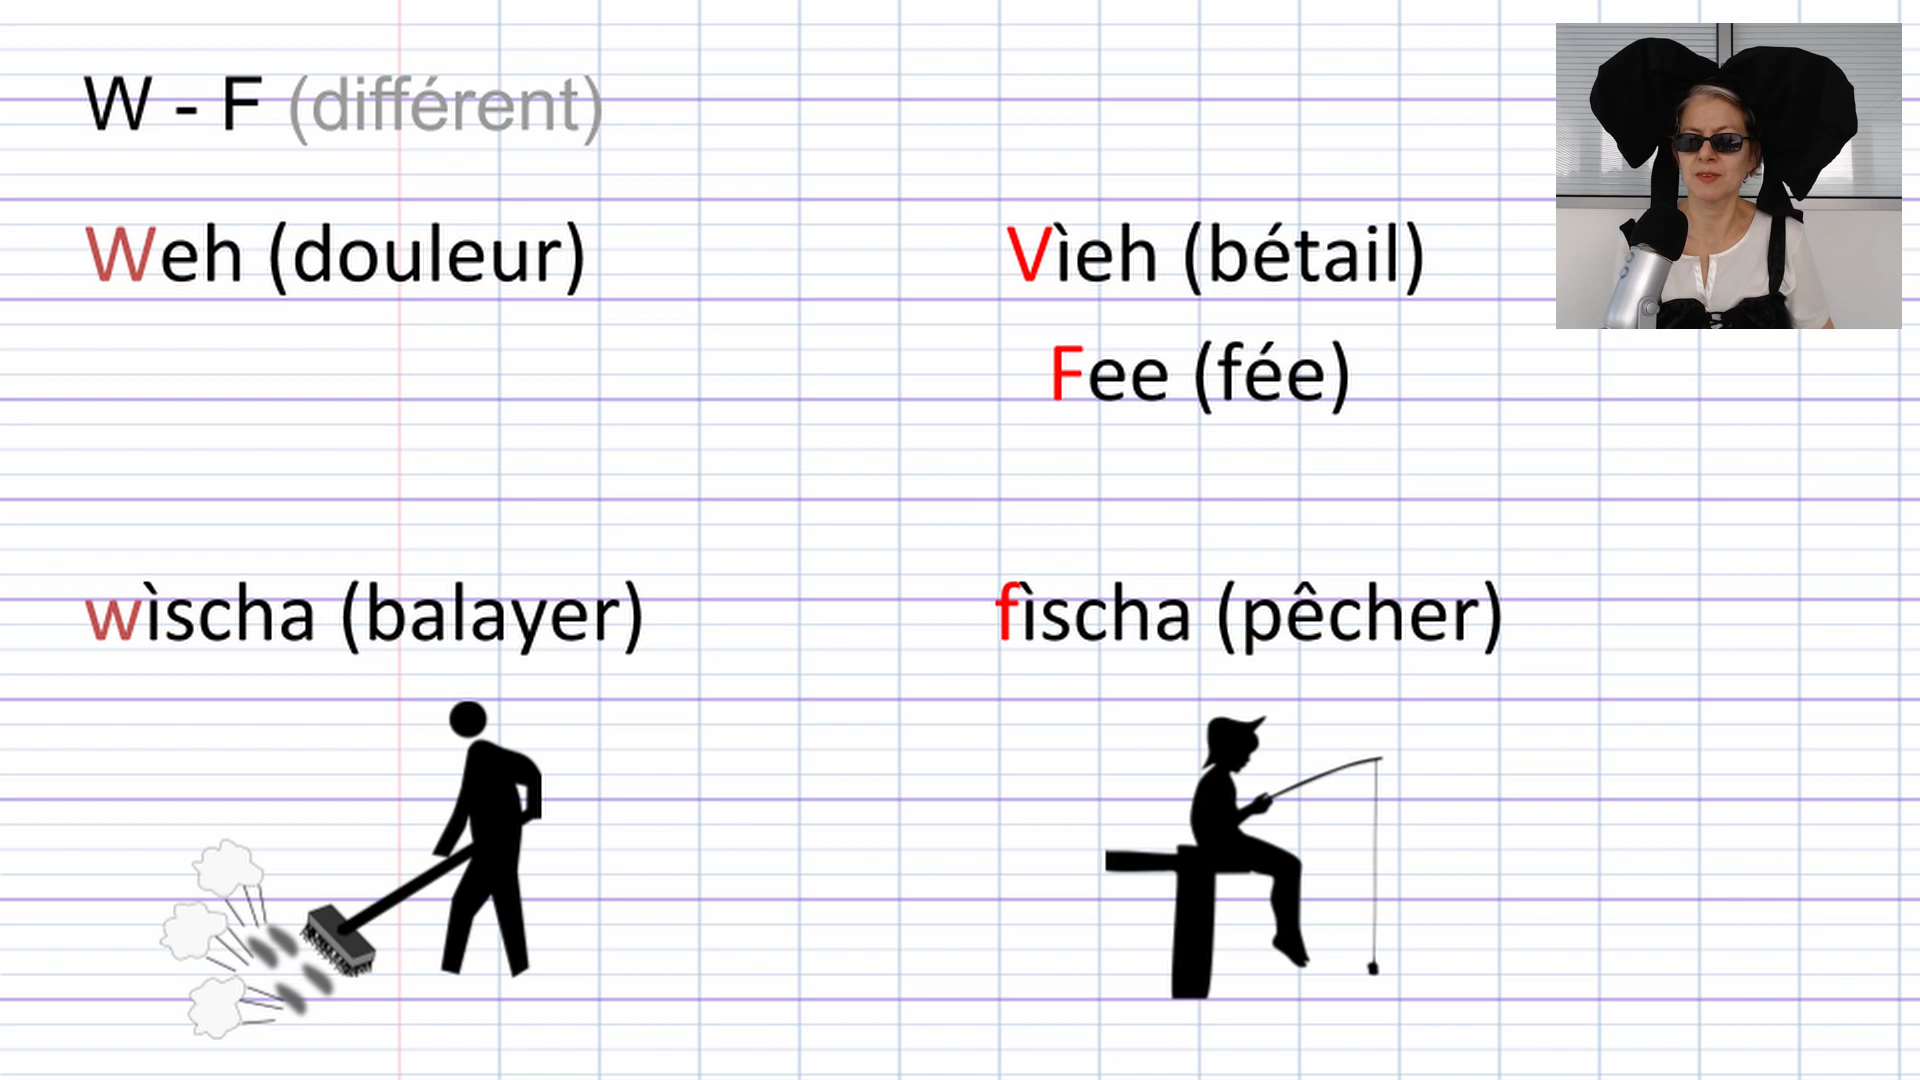 W - F (différent)
Weh (douleur)
Vìeh (bétail)
Fee (fée)
wìscha (balayer)
fìscha (pêcher)